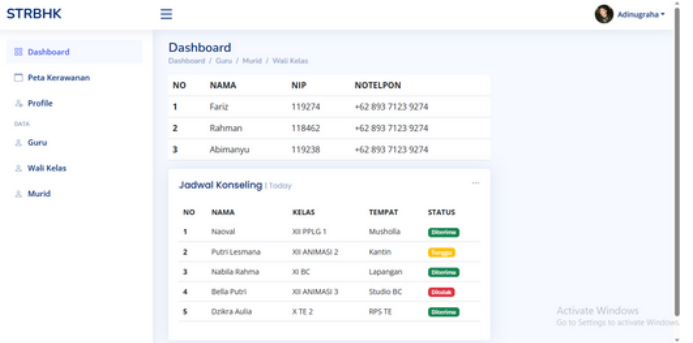 STRBHK
Adinugraha
Dashboard
Peta Kerawanan
Profile
DATA
Guru
Wali Kelas
Murid
Dashboard
Dashboard / Guru / Murid / Wali Kelas
NO NAMA NIP NOTELPON
1 Fariz 119274 +62 893 7123 9274
2 Rahman 118462 +62 893 7123 9274
3 Abimanyu 119238 +62 893 7123 9274
Jadwal Konseling | Today
NO NAMA KELAS TEMPAT STATUS
1 Naoval XII PPLG 1 Musholla Diterima
2 Putri Lesmana XII ANIMASI 2 Kantin
3 Nabila Rahma XI BC Lapangan Diterima
4 Bella Putri XII ANIMASI 3 Studio BC Ditolak
5 Dzikra Aulia X TE 2 RPS TE Diterima
Activate Windows
Go to Settings to activate Windows.